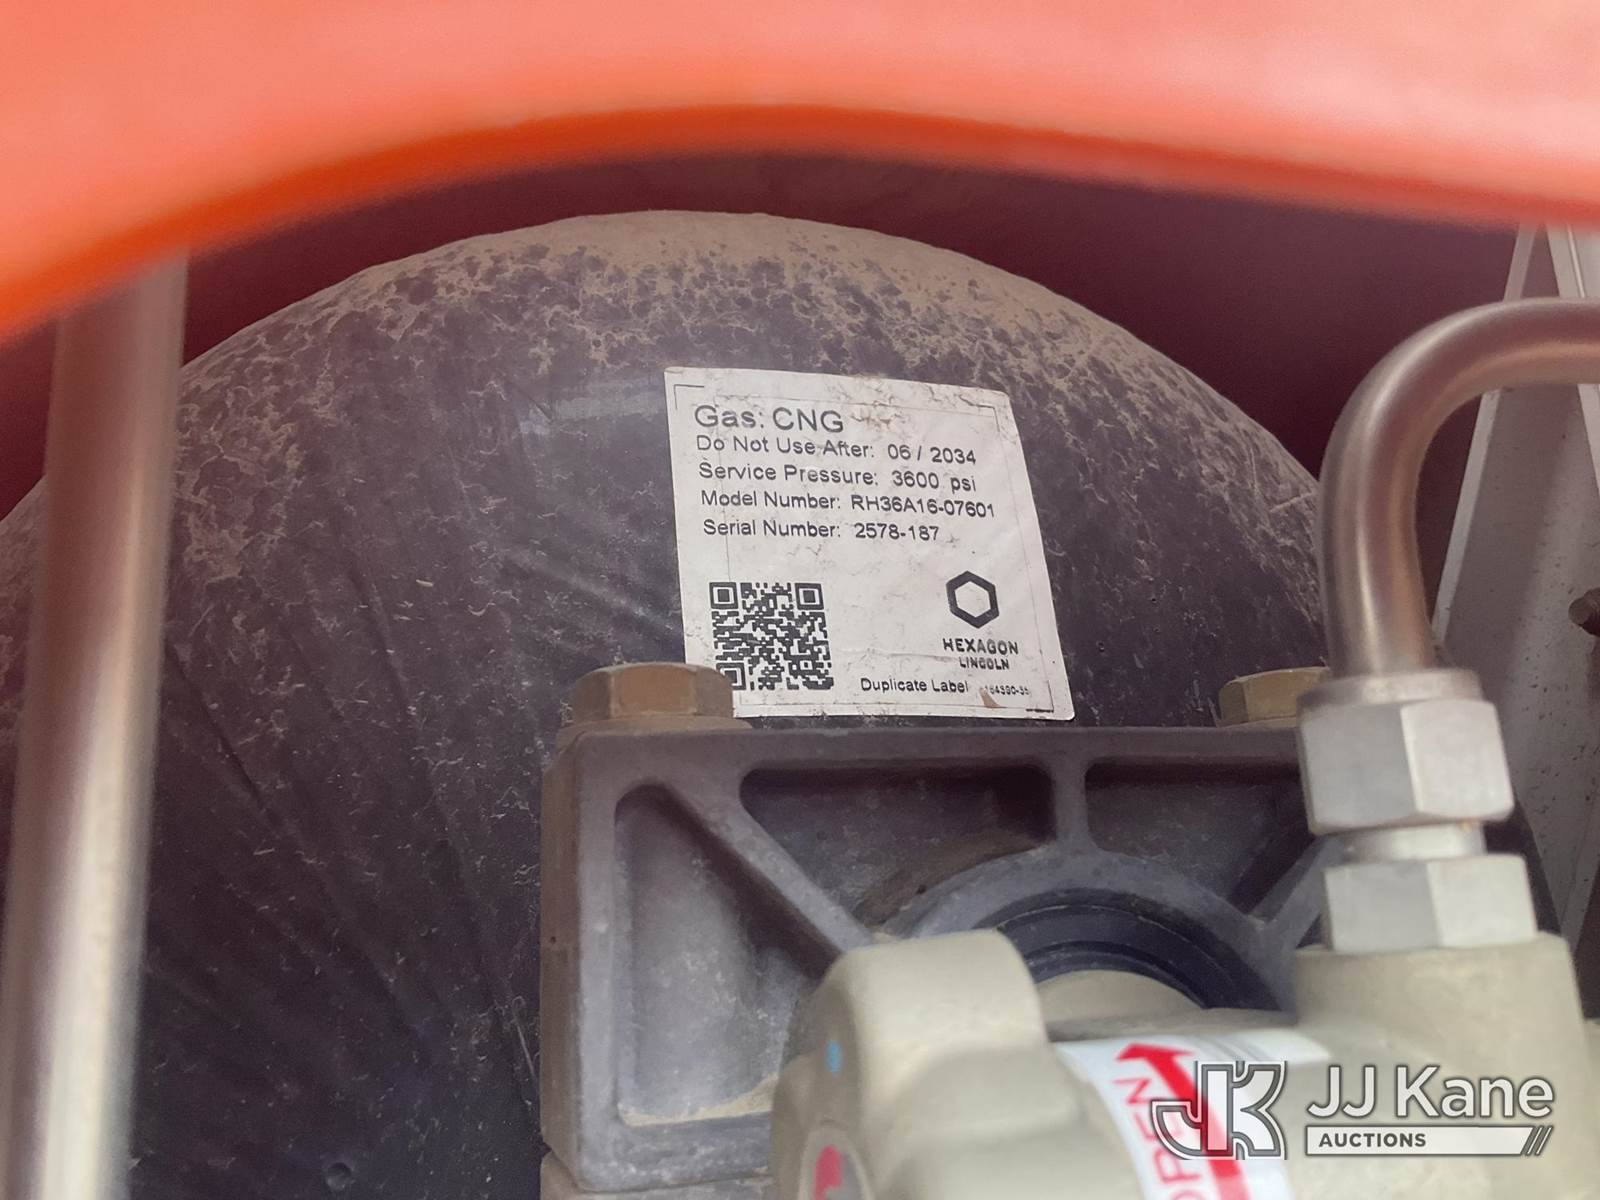 Gas: CNG
Do Not Use After: 06 / 2034
Service Pressure: 3600 psi
Model Number: RH36A16-07601
Serial Number: 2578-187
HEXAGON
LINCOLN
Duplicate Label
OPEN
JK JJ Kane
AUCTIONS